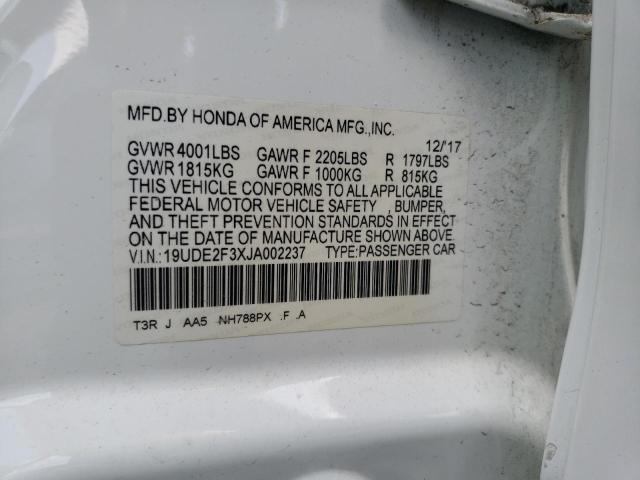 MFD.BY HONDA OF AMERICA MFG.,INC.
12/17
GVWR 4001LBS GAWR F 2205LBS R 1797LBS
GVWR 1815KG GAWR F 1000KG R 815KG
THIS VEHICLE CONFORMS TO ALL APPLICABLE
FEDERAL MOTOR VEHICLE SAFETY , BUMPER,
AND THEFT PREVENTION STANDARDS IN EFFECT
ON THE DATE OF MANUFACTURE SHOWN ABOVE.
V.I.N.: 19UDE2F3XJA002237 TYPE:PASSENGER CAR
T3R J AA5 NH788PX .F .A